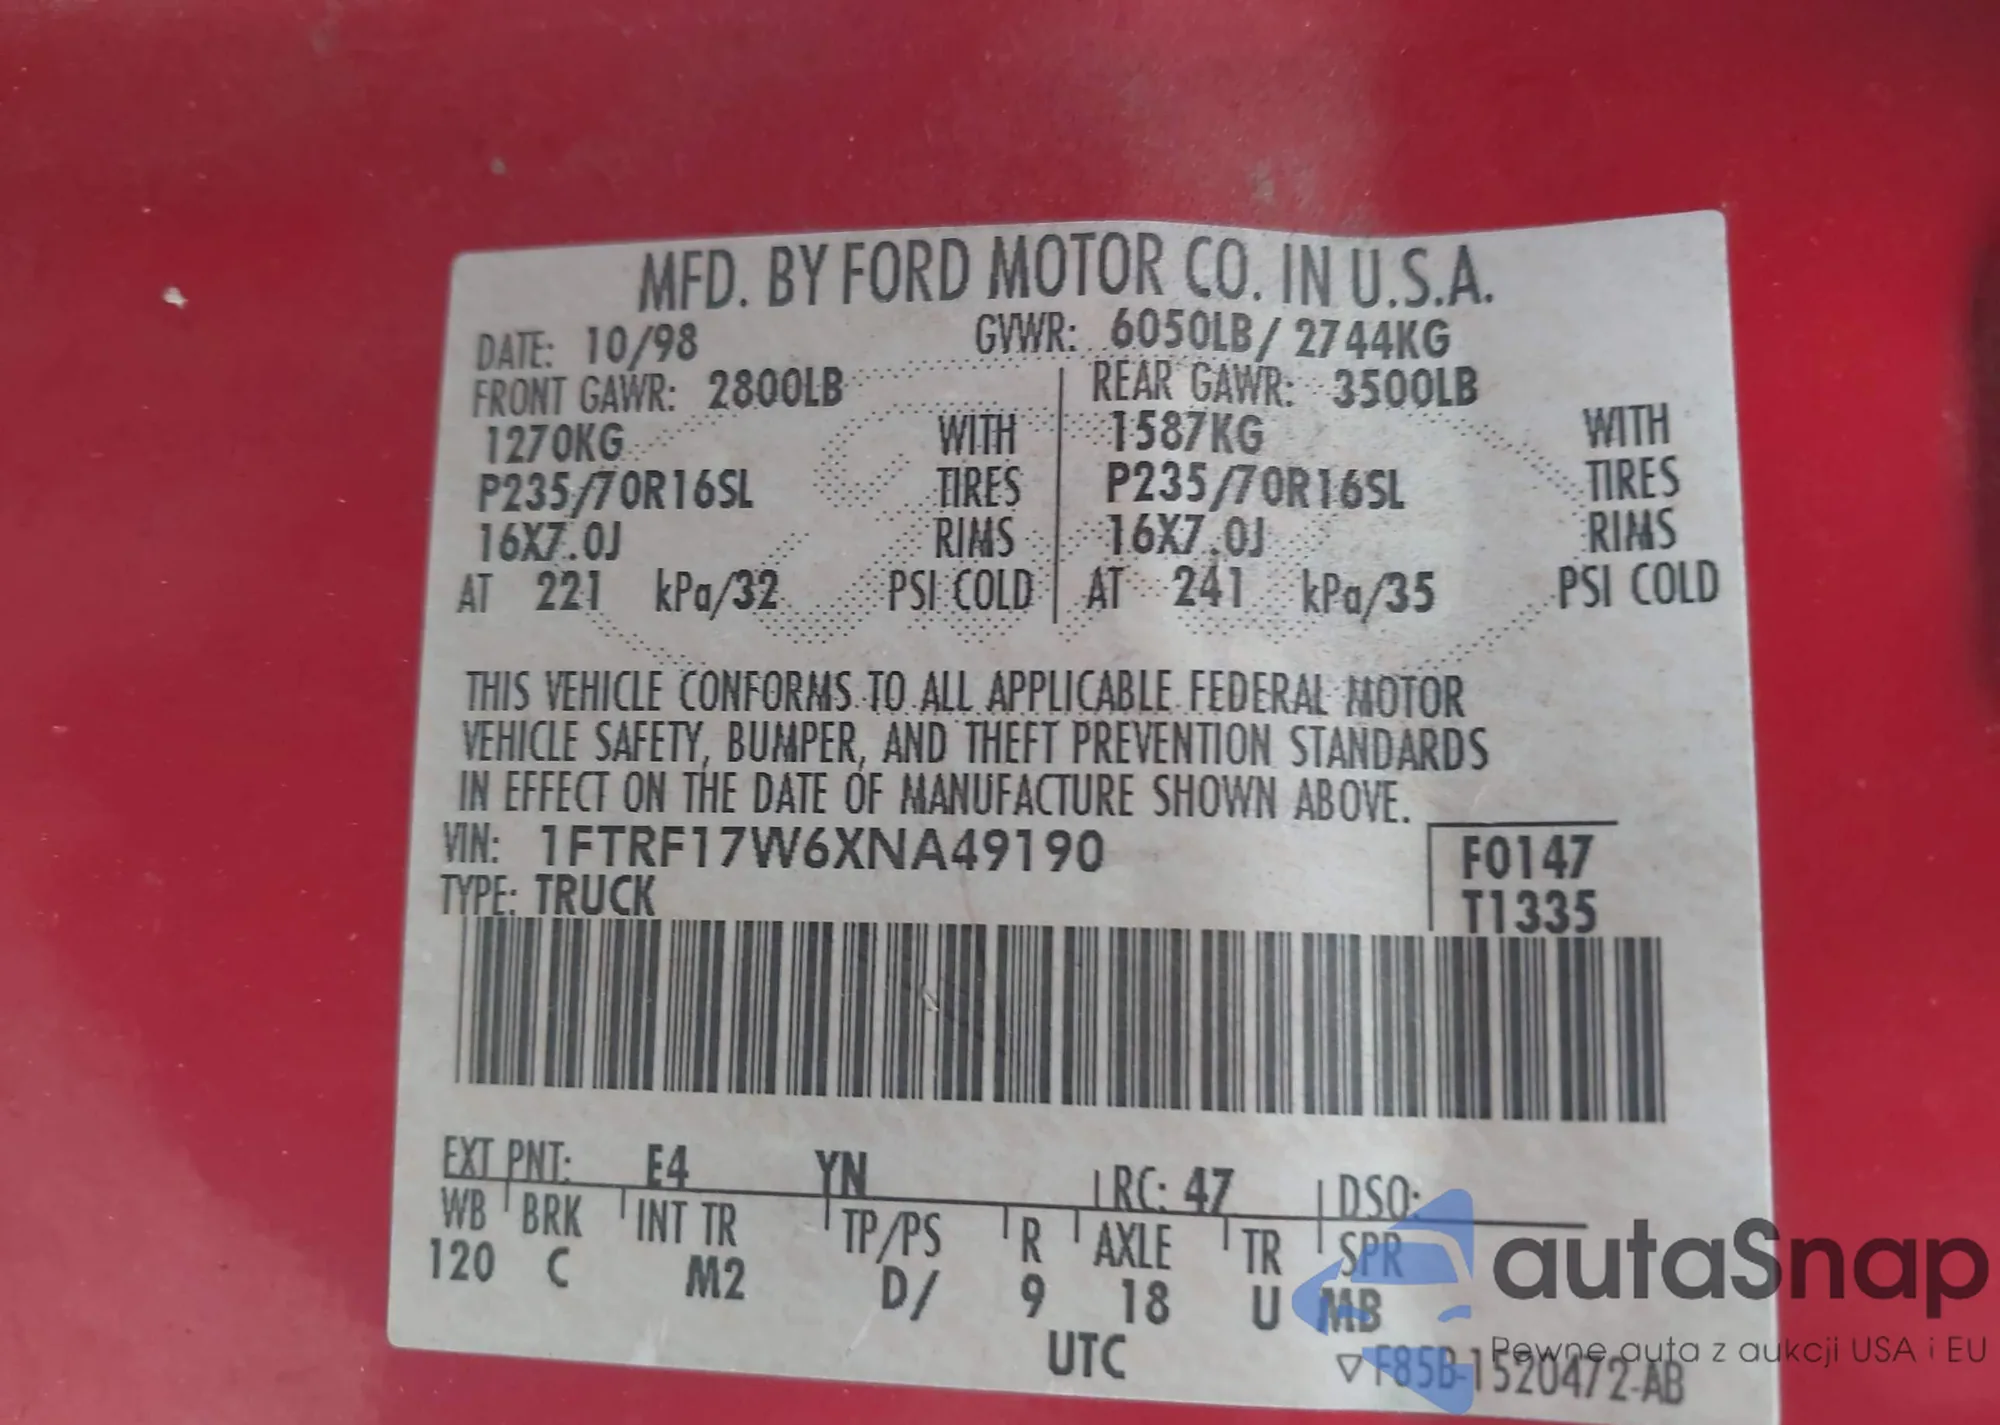 MFD. BY FORD MOTOR CO. IN U.S.A.
DATE: 10/98 GVWR: 6050LB / 2744KG
FRONT GAWR: 2800LB REAR GAWR: 3500LB
1270KG WITH 1587KG WITH
P235/70R16SL TIRES P235/70R16SL TIRES
16X7.0J RIMS 16X7.0J RIMS
AT 221 kPa/32 PSI COLD AT 241 kPa/35 PSI COLD
THIS VEHICLE CONFORMS TO ALL APPLICABLE FEDERAL MOTOR
VEHICLE SAFETY, BUMPER, AND THEFT PREVENTION STANDARDS
IN EFFECT ON THE DATE OF MANUFACTURE SHOWN ABOVE.
VIN: 1FTRF17W6XNA49190 F0147
TYPE: TRUCK T1335
EXT PNT: E4 YN RC: 47 DSO:
WB BRK INT TR TP/PS R AXLE TR SPR
120 C M2 D/ 9 18 U MB
UTC ▽F85B-1520472-AB
autaSnap
Pewne auta z aukcji USA i EU